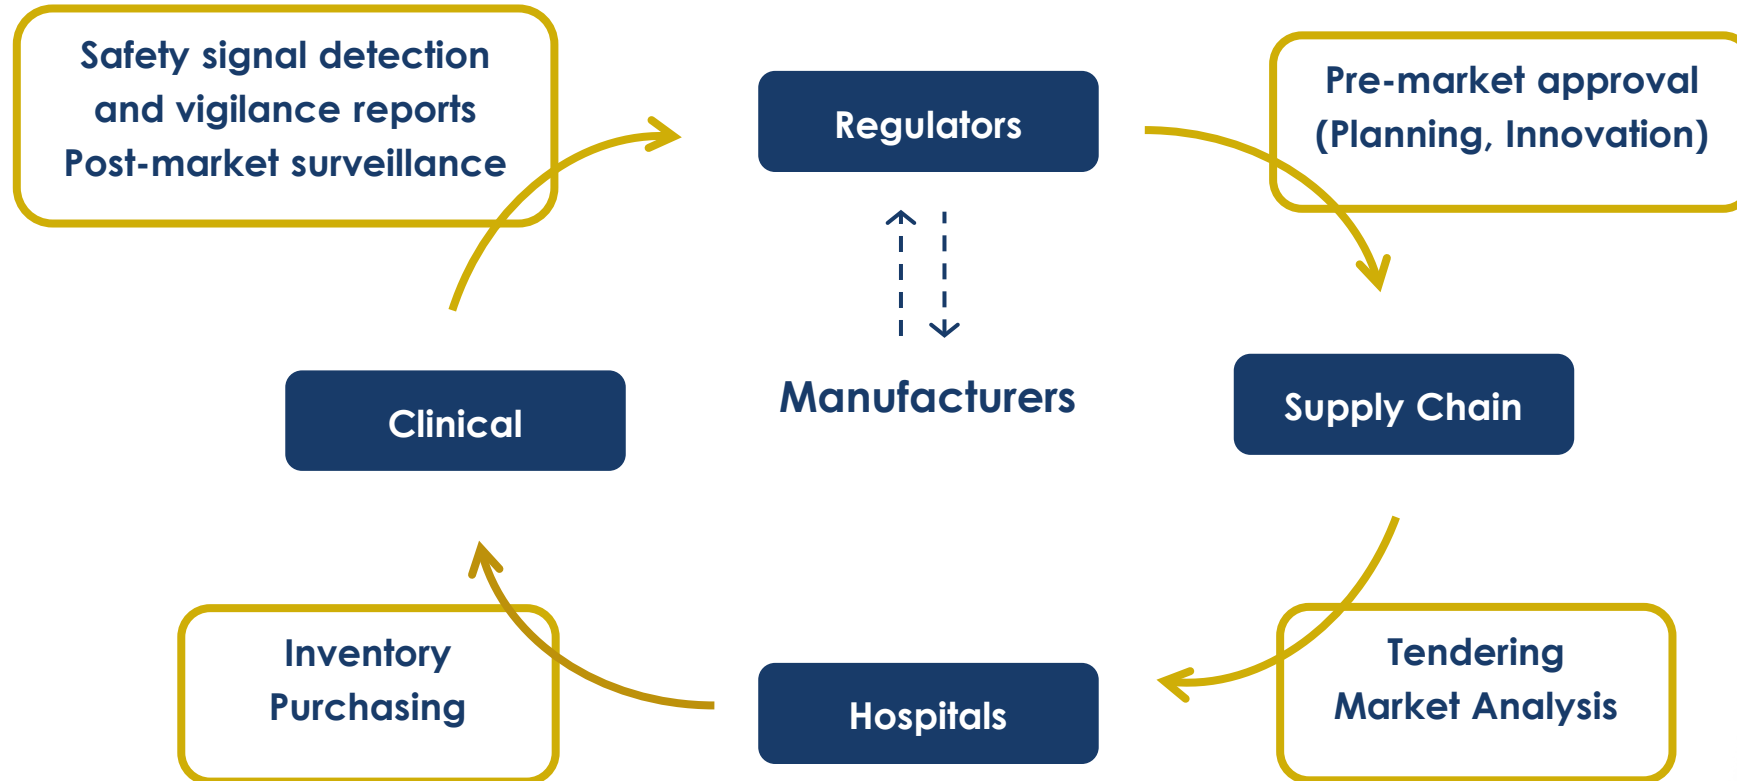 Safety signal detection
and vigilance reports
Post-market surveillance
Regulators
Pre-market approval
(Planning, Innovation)
Clinical
Manufacturers
Supply Chain
Inventory
Purchasing
Hospitals
Tendering
Market Analysis